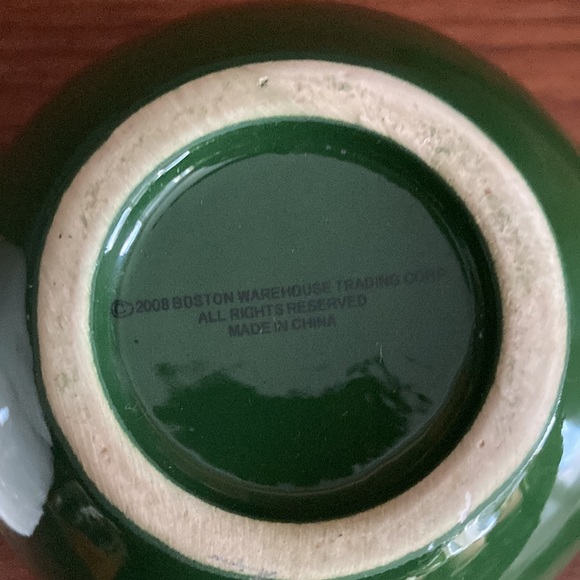 © 2008 BOSTON WAREHOUSE TRADING CORP.
ALL RIGHTS RESERVED
MADE IN CHINA